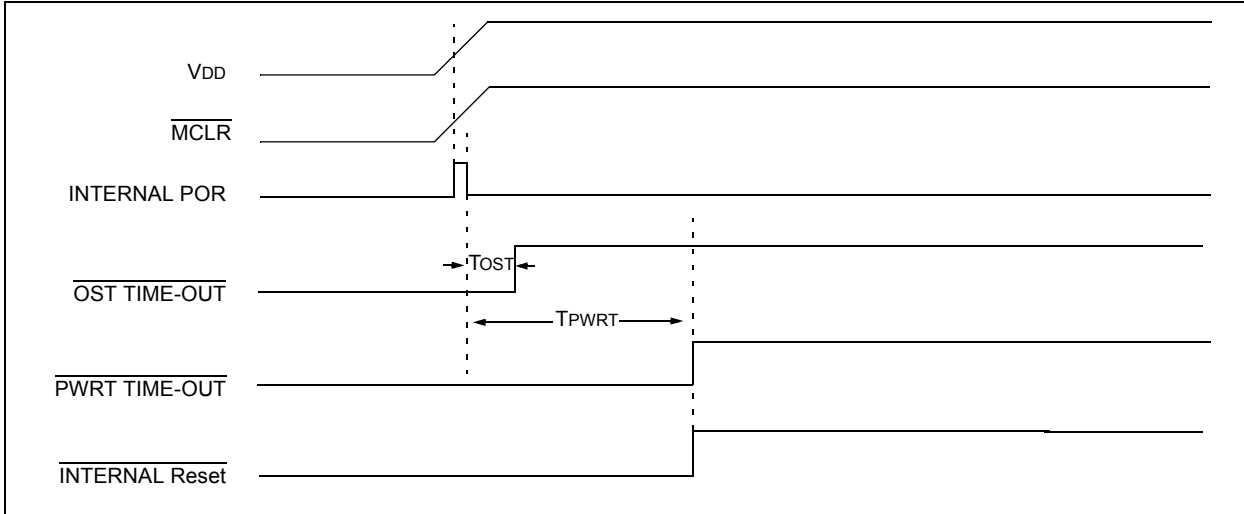 VDD
MCLR
INTERNAL POR
TOST
OST TIME-OUT
TPWRT
PWRT TIME-OUT
INTERNAL Reset